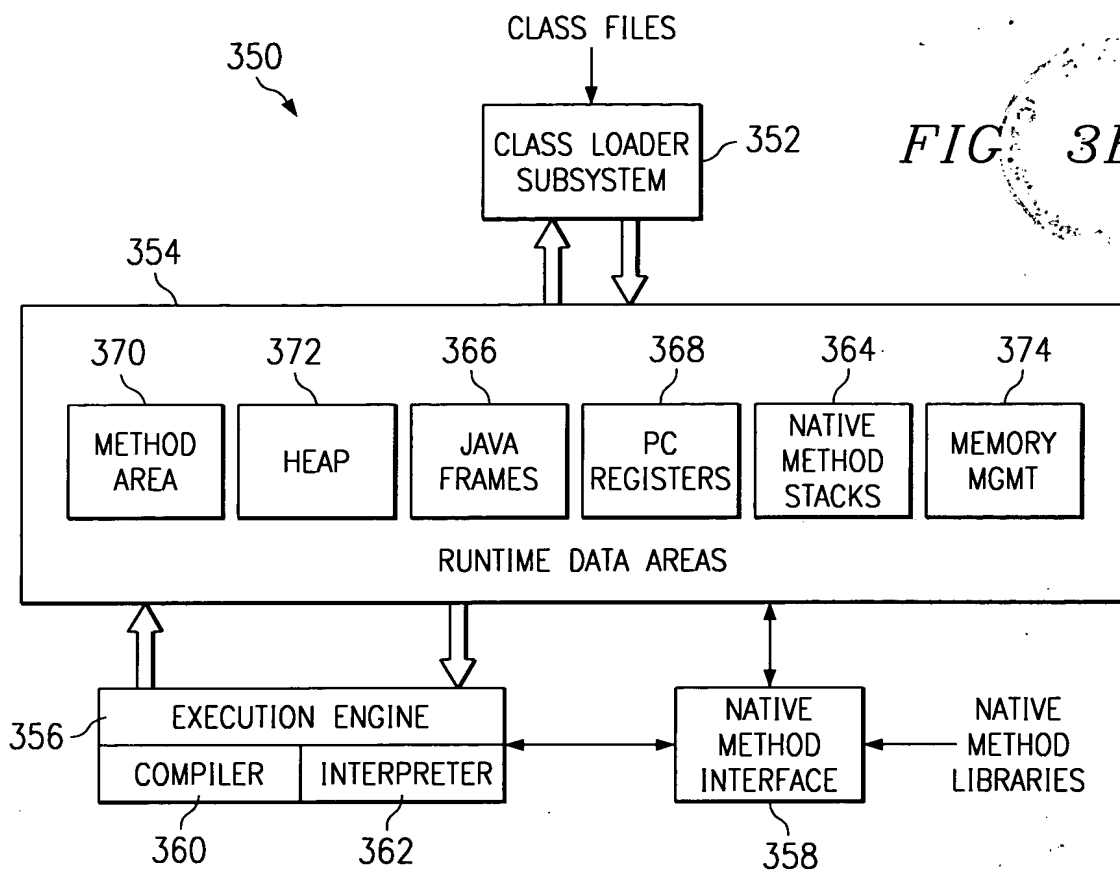 CLASS FILES
350
CLASS LOADER
SUBSYSTEM
352
FIG 3B
354
370
372
366
368
364
374
METHOD
AREA
HEAP
JAVA
FRAMES
PC
REGISTERS
NATIVE
METHOD
STACKS
MEMORY
MGMT
RUNTIME DATA AREAS
356
EXECUTION ENGINE
COMPILER
INTERPRETER
360
362
NATIVE
METHOD
INTERFACE
358
NATIVE
METHOD
LIBRARIES